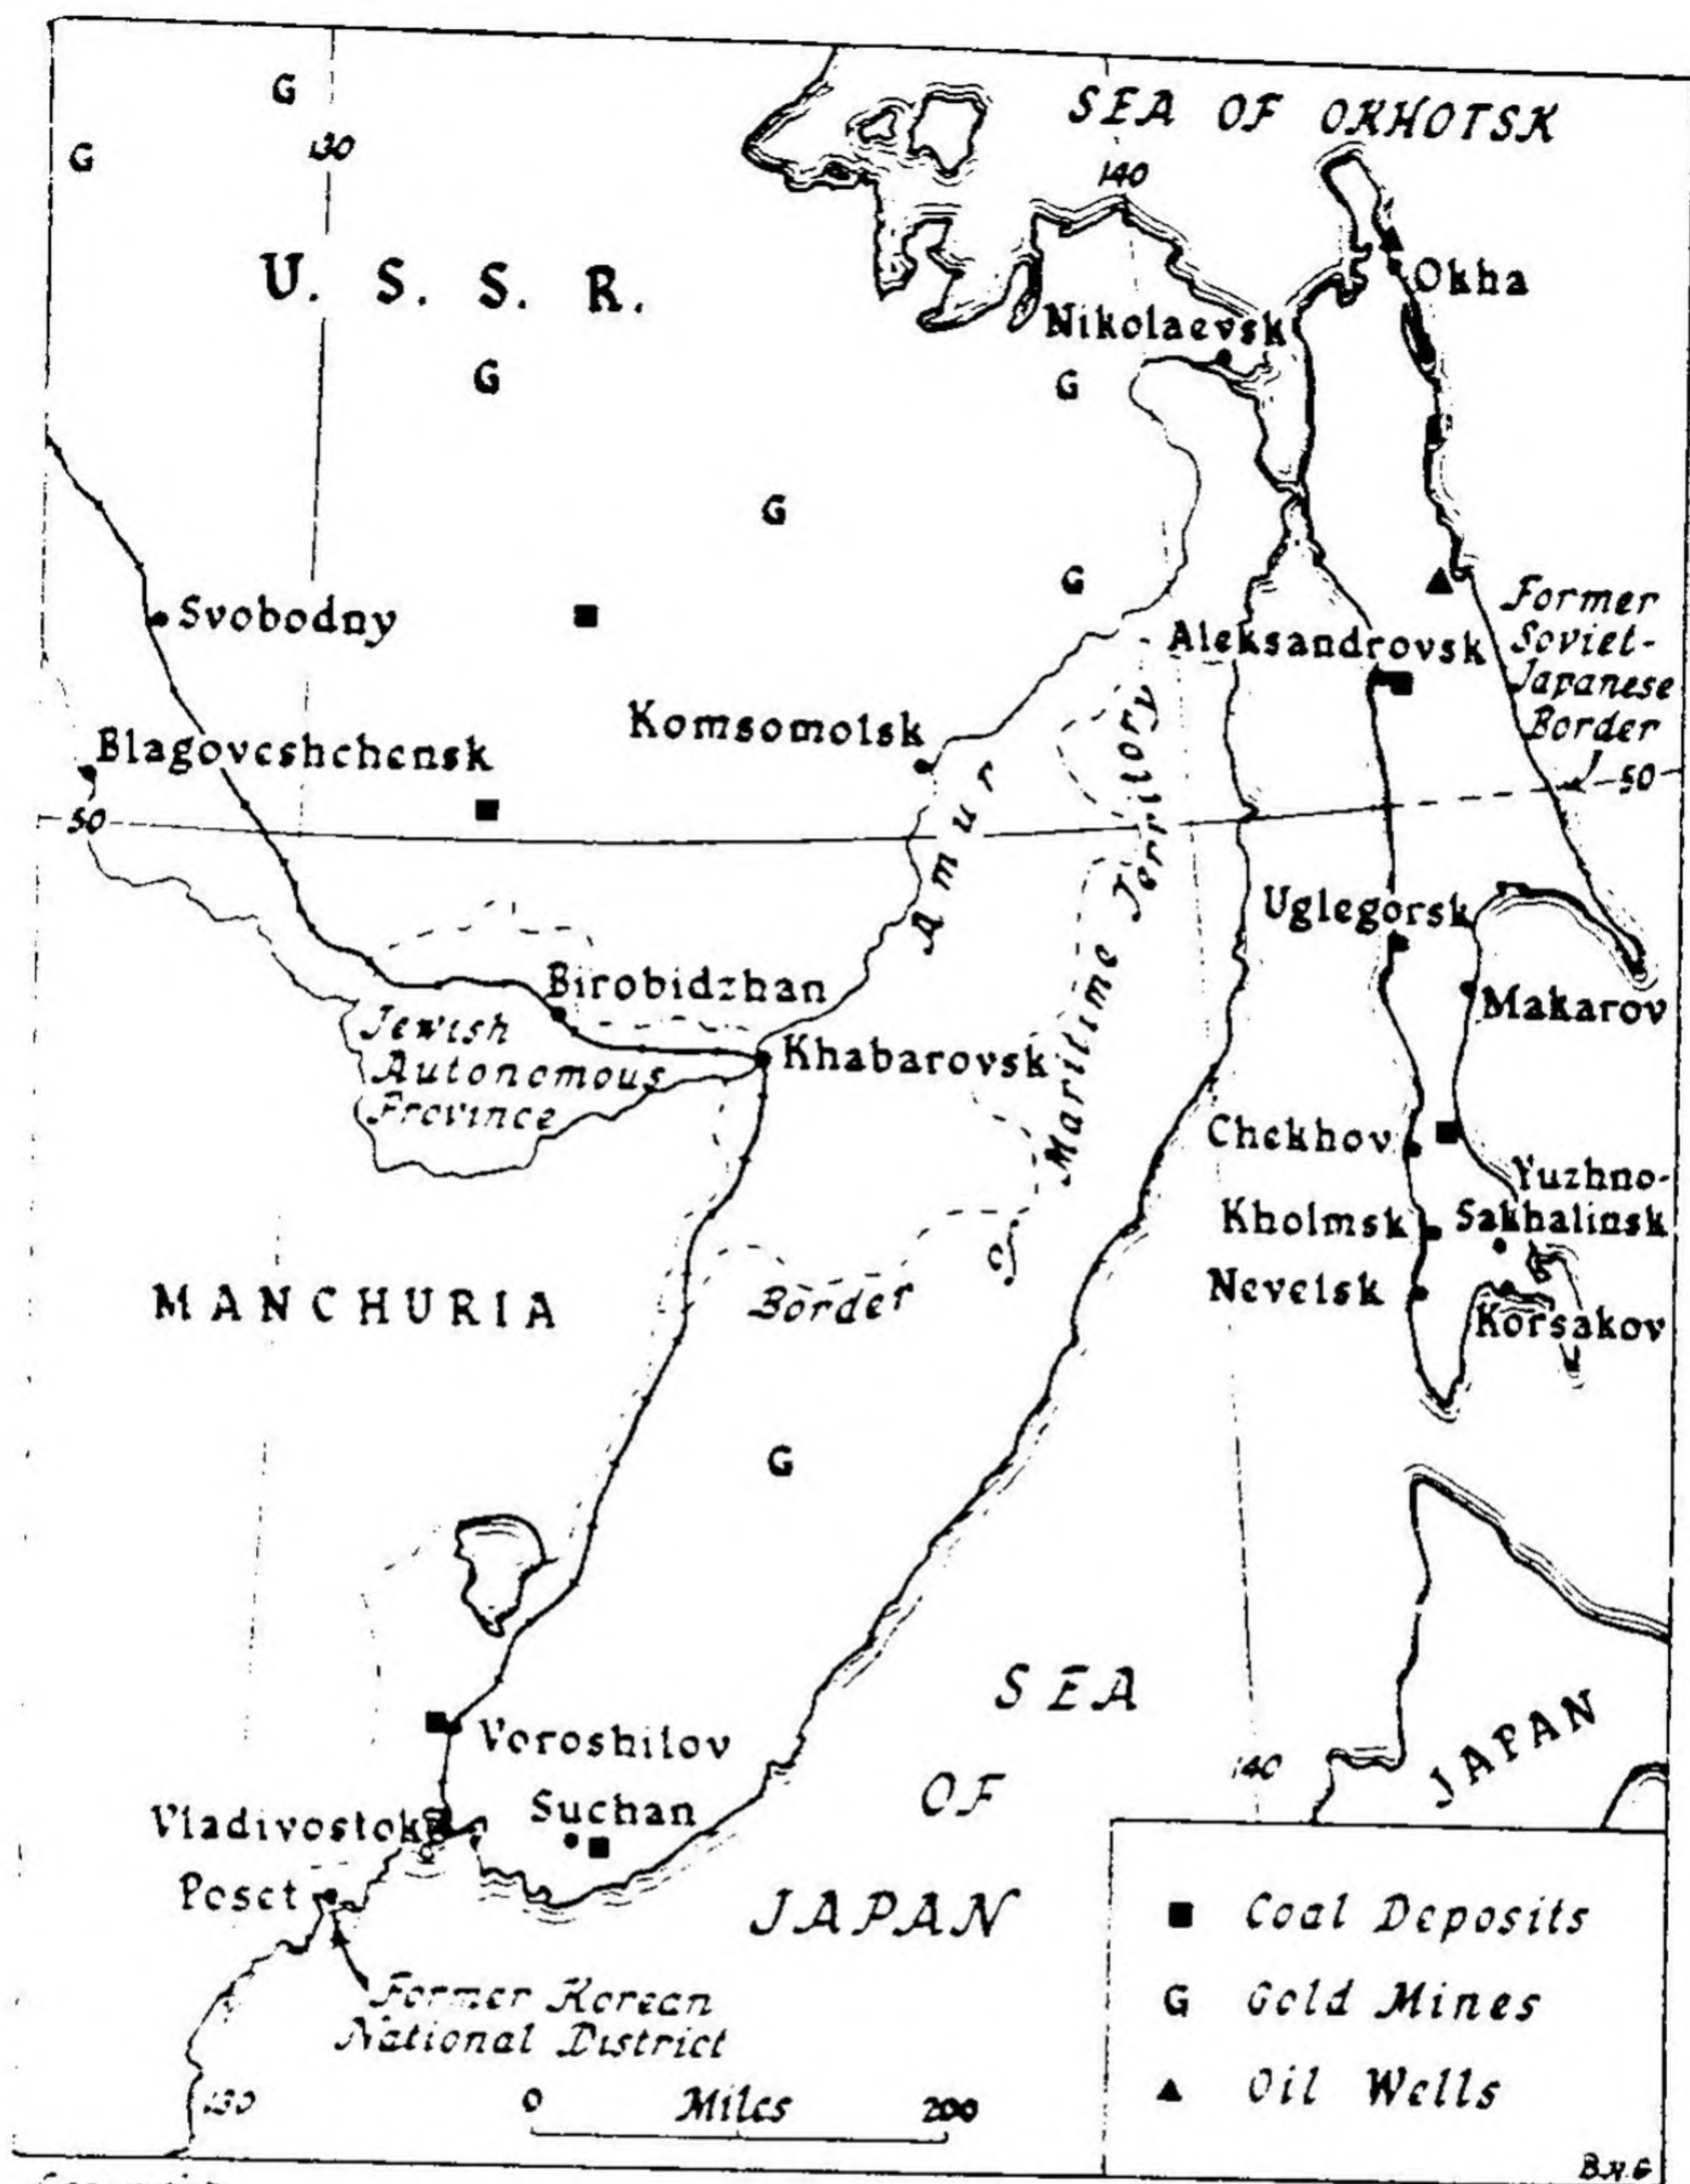 G
130
G
SEA OF OKHOTSK
140
U. S. S. R.
Okha
Nikolaevsk
G
G
G
G
Svobodny
Former
Soviet-
Japanese
Border
Aleksandrovsk
Komsomolsk
Blagoveshchensk
50
50
Amur
Maritime Territory
Uglegorsk
Birobidzhan
Makarov
Jewish
Autonomous
Province
Khabarovsk
Chekhov
Yuzhno-
Sakhalinsk
Kholmsk
Nevelsk
Korsakov
MANCHURIA
Border
of
G
SEA
OF
JAPAN
JAPAN
Voroshilov
140
Suchan
Vladivostok
Poset
Former Korean
National District
130
0 Miles 200
Coal Deposits
G Gold Mines
Oil Wells
B.N.G